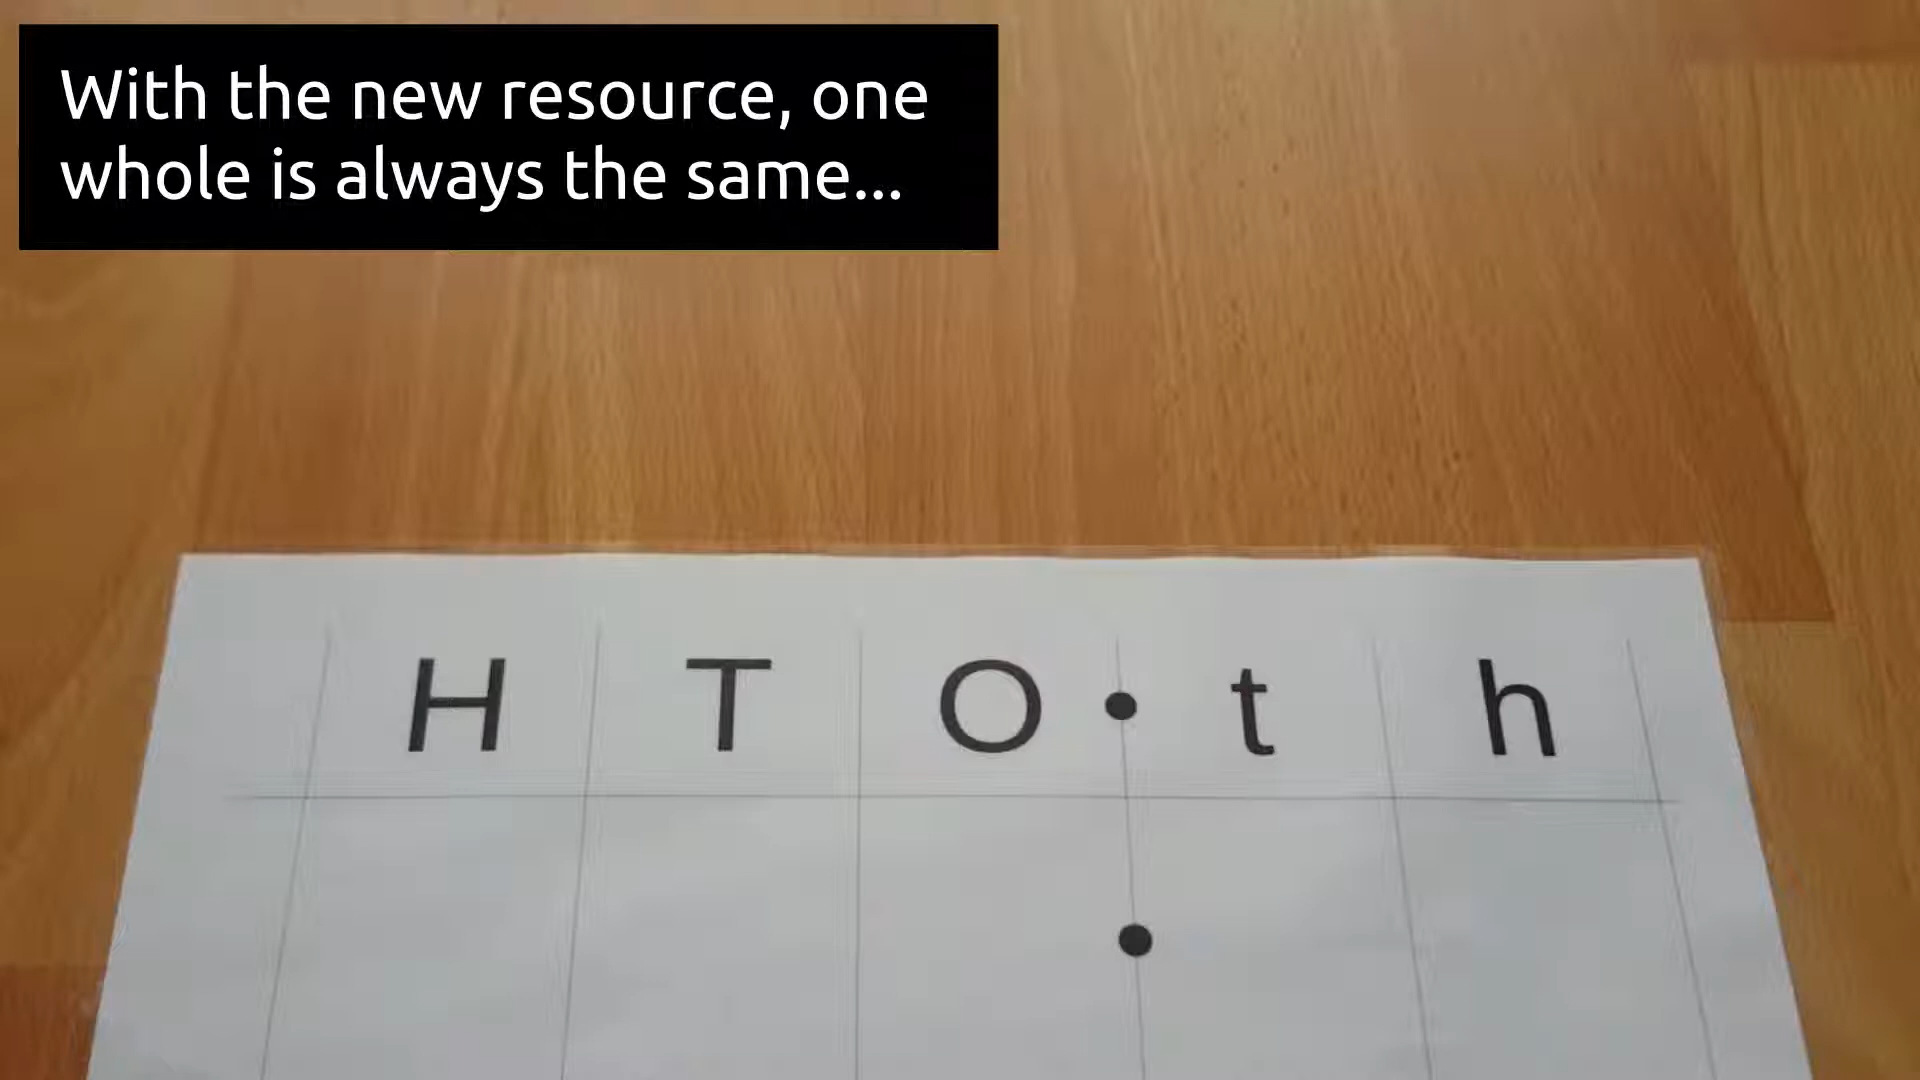 With the new resource, one
whole is always the same...
H T O • t h
•